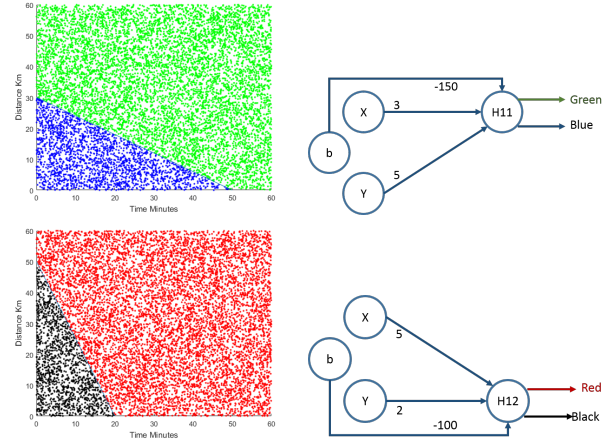 60
50
40
30
20
10
0
Distance Km
0 10 20 30 40 50 60
Time Minutes
-150
X
3
H11
Green
Blue
b
5
Y
60
50
40
30
20
10
0
Distance Km
0 10 20 30 40 50 60
Time Minutes
X
5
b
Y
2
H12
Red
Black
-100